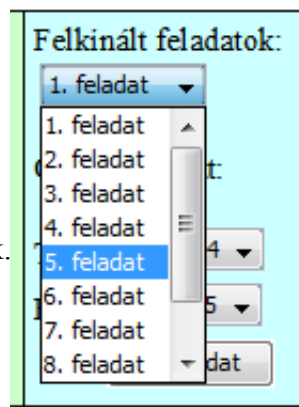 Felkinált feladatok:
1. feladat
1. feladat
2. feladat
3. feladat
4. feladat
5. feladat
6. feladat
7. feladat
8. feladat
t:
4
5
dat